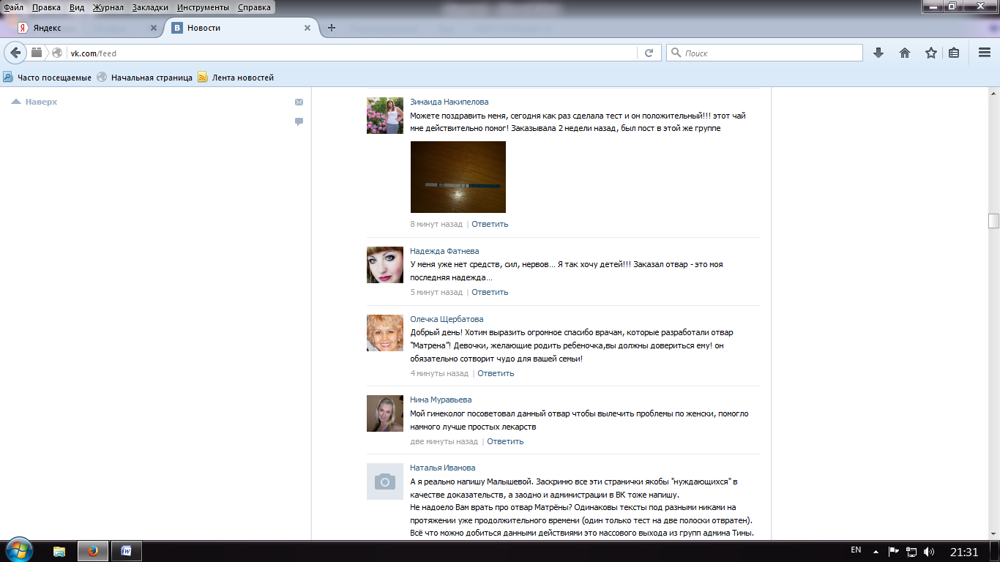 Файл Правка Вид Журнал Закладки Инструменты Справка
Яндекс
Новости
vk.com/feed
Поиск
Часто посещаемые Начальная страница Лента новостей
Наверх
Зинаида Накипелова
Можете поздравить меня, сегодня как раз сделала тест и он положительный!!! этот чай
мне действительно помог! Заказывала 2 недели назад, был пост в этой же группе
8 минут назад | Ответить
Надежда Фатнева
У меня уже нет средств, сил, нервов... Я так хочу детей!!! Заказал отвар - это моя
последняя надежда...
5 минут назад | Ответить
Олечка Щербатова
Добрый день! Хотим выразить огромное спасибо врачам, которые разработали отвар
"Матрена"! Девочки, желающие родить ребеночка,вы должны довериться ему! он
обязательно сотворит чудо для вашей семьи!
4 минуты назад | Ответить
Нина Муравьева
Мой гинеколог посоветовал данный отвар чтобы вылечить проблемы по женски, помогло
намного лучше простых лекарств
две минуты назад | Ответить
Наталья Иванова
А я реально напишу Малышевой. Заскриню все эти странички якобы "нуждающихся" в
качестве доказательств, а заодно и администрации в ВК тоже напишу.
Не надоело Вам врать про отвар Матрёны? Одинаковы тексты под разными никами на
протяжении уже продолжительного времени (один только тест на две полоски отвратен).
Всё что можно добиться данными действиями это массового выхода из групп админа Тины.
EN 21:31